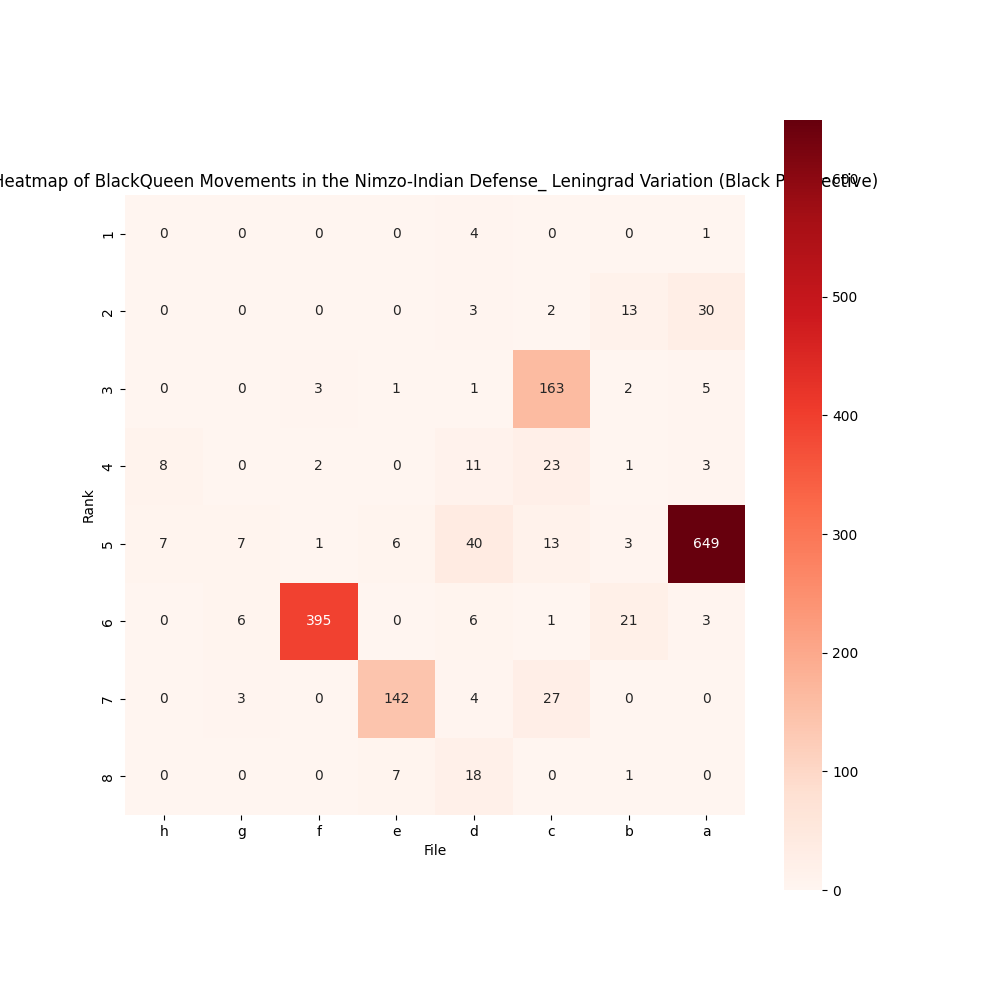 Heatmap of BlackQueen Movements in the Nimzo-Indian Defense_ Leningrad Variation (Black Perspective)
600
1 0 0 0 0 4 0 0 1
2 0 0 0 0 3 2 13 30
500
3 0 0 3 1 1 163 2 5
400
4 8 0 2 0 11 23 1 3
Rank
300
5 7 7 1 6 40 13 3 649
6 0 6 395 0 6 1 21 3
200
7 0 3 0 142 4 27 0 0
100
8 0 0 0 7 18 0 1 0
h g f e d c b a
File
0